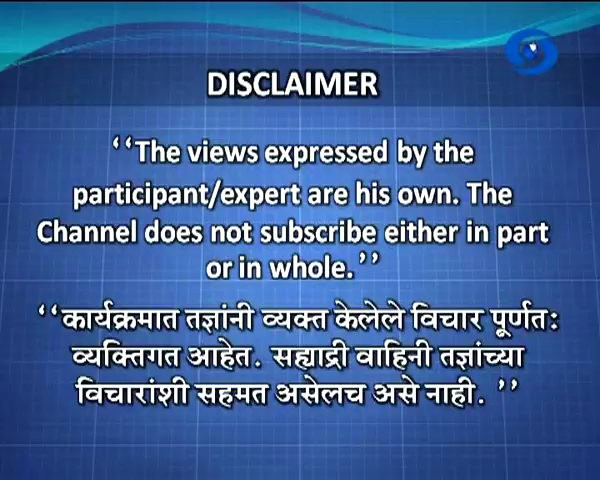 DISCLAIMER
‘‘The views expressed by the
participant/expert are his own. The
Channel does not subscribe either in part
or in whole.’’
‘‘कार्यक्रमात तज्ञांनी व्यक्त केलेले विचार पूर्णत:
व्यक्तिगत आहेत. सह्याद्री वाहिनी तज्ञांच्या
विचारांशी सहमत असेलच असे नाही. ’’